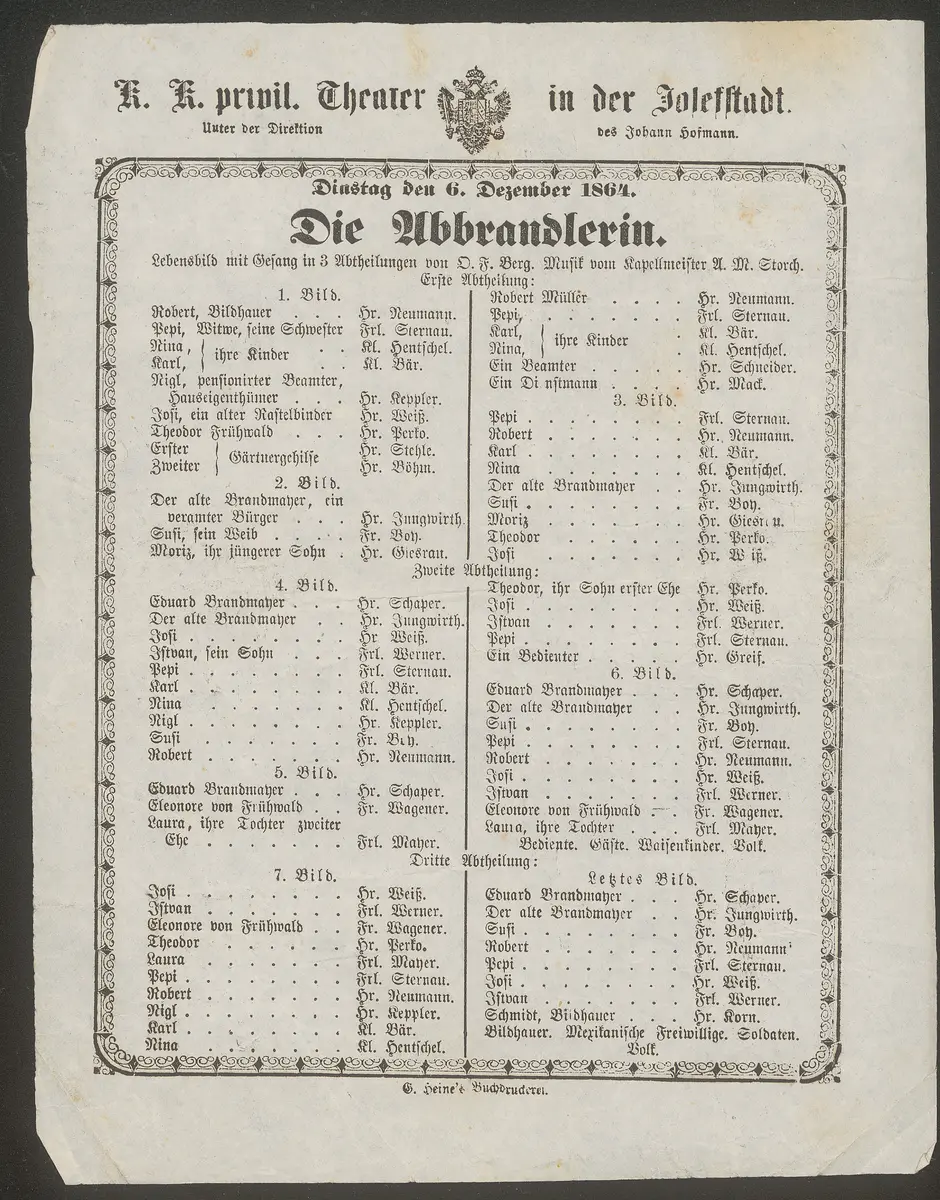 K. K. privil. Theater in der Josefstadt.
Unter der Direktion des Johann Hofmann.
Dinstag den 6. Dezember 1864.
Die Abbrandlerin.
Lebensbild mit Gesang in 3 Abtheilungen von O. F. Berg. Musik vom Kapellmeister A. M. Storch.
Erste Abtheilung:
1. Bild.
Robert, Bildhauer . . . Hr. Neumann.
Pepi, Witwe, seine Schwester Frl. Sternau.
Nina, } ihre Kinder . . Kl. Hentschel.
Karl, } . . Kl. Bär.
Nigl, pensionirter Beamter,
Hauseigenthümer . . . Hr. Keppler.
Josi, ein alter Rastelbinder Hr. Weiß.
Theodor Frühwald . . . Hr. Perko.
Erster } Gärtnergehilfe Hr. Stehle.
Zweiter } Hr. Böhm.
2. Bild.
Der alte Brandmayer, ein
veramter Bürger . . . Hr. Jungwirth.
Susi, sein Weib . . . . Fr. Boy.
Moriz, ihr jüngerer Sohn . Hr. Giesrau.
Robert Müller . . . . Hr. Neumann.
Pepi, . . . . . . Frl. Sternau.
Karl, } ihre Kinder . Kl. Bär.
Nina, } . Kl. Hentschel.
Ein Beamter . . . . . Hr. Schneider.
Ein Di nstmann . . . . Hr. Mack.
3. Bild.
Pepi . . . . . . . Frl. Sternau.
Robert . . . . . . Hr. Neumann.
Karl . . . . . . . Kl. Bär.
Nina . . . . . . Kl. Hentschel.
Der alte Brandmayer . . Hr. Jungwirth.
Susi . . . . . . . Fr. Boy.
Moriz . . . . . . Hr. Giesrau.
Theodor . . . . . Hr. Perko.
Josi . . . . . . Hr. W iß.
Zweite Abtheilung:
4. Bild.
Eduard Brandmayer . . . Hr. Schaper.
Der alte Brandmayer . . Hr. Jungwirth.
Josi . . . . . . . Hr Weiß.
Istvan, sein Sohn . . . Frl. Werner.
Pepi . . . . . . . Frl. Sternau.
Karl . . . . . . . Kl. Bär.
Nina . . . . . . Kl. Hentschel.
Nigl . . . . . . . Hr. Keppler.
Susi . . . . . . Fr. Boy.
Robert . . . . . . Hr. Neumann.
5. Bild.
Eduard Brandmayer . . . Hr. Schaper.
Eleonore von Frühwald . . Fr. Wagener.
Laura, ihre Tochter zweiter
Ehe . . . . . . Frl. Mayer.
Theodor, ihr Sohn erster Ehe Hr. Perko.
Josi . . . . . . . Hr. Weiß.
Istvan . . . . . . Frl. Werner.
Pepi . . . . . . . Frl. Sternau.
Ein Bedienter . . . . . Hr. Greif.
6. Bild.
Eduard Brandmayer . . . Hr. Schaper.
Der alte Brandmayer . . Hr. Jungwirth.
Susi . . . . . . . Fr. Boy.
Pepi . . . . . . . Frl. Sternau.
Robert . . . . . . Hr. Neumann.
Josi . . . . . . . Hr. Weiß.
Istvan . . . . . . Frl. Werner.
Eleonore von Frühwald . . Fr. Wagener.
Laura, ihre Tochter . . . Frl. Mayer.
Bediente. Gäste. Waisenkinder. Volk.
Dritte Abtheilung:
7. Bild.
Josi . . . . . . . Hr. Weiß.
Istvan . . . . . . Frl. Werner.
Eleonore von Frühwald . . Fr. Wagener.
Theodor . . . . . Hr. Perko.
Laura . . . . . . Frl. Mayer.
Pepi . . . . . . . Frl. Sternau.
Robert . . . . . . Hr. Neumann.
Nigl . . . . . . . Hr. Keppler.
Karl . . . . . . . Kl. Bär.
Nina . . . . . . Kl. Hentschel.
Letztes Bild.
Eduard Brandmayer . . . Hr. Schaper.
Der alte Brandmayer . . . Hr. Jungwirth.
Susi . . . . . . . Fr. Boy.
Robert . . . . . . Hr. Neumann
Pepi . . . . . . . Frl. Sternau.
Josi . . . . . . . Hr. Weiß.
Istvan . . . . . . Frl. Werner.
Schmidt, Bildhauer . . . Hr. Korn.
Bildhauer. Mexikanische Freiwillige. Soldaten.
Volk.
G. Heine's Buchdruckerei.